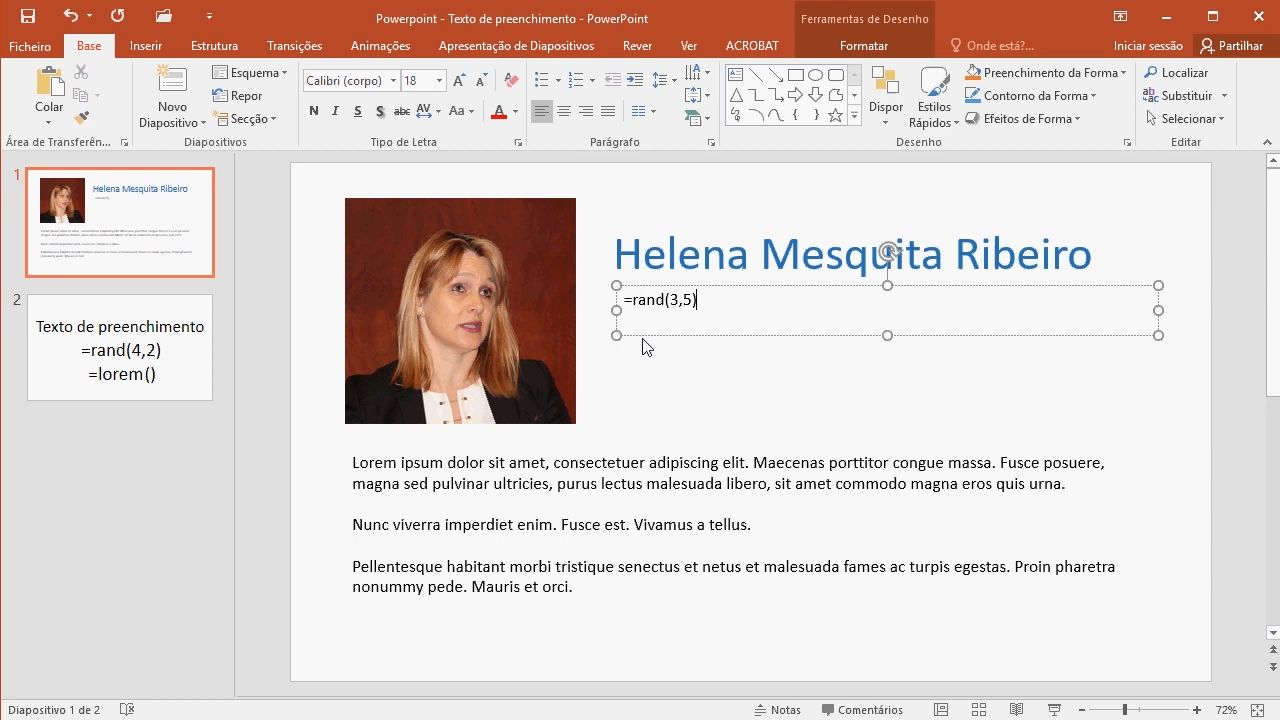 Powerpoint - Texto de preenchimento - PowerPoint
Ferramentas de Desenho
Ficheiro Base Inserir Estrutura Transições Animações Apresentação de Diapositivos Rever Ver ACROBAT Formatar Onde está?... Iniciar sessão Partilhar
Colar
Novo
Diapositivo
Esquema
Repor
Secção
Calibri (corpo) 18
N I S S abc AV Aa A
Dispor
Estilos
Rápidos
Preenchimento da Forma
Contorno da Forma
Efeitos de Forma
Localizar
Substituir
Selecionar
Área de Transferên... Diapositivos Tipo de Letra Parágrafo Desenho Editar
1
Helena Mesquita Ribeiro
2
Texto de preenchimento
=rand(4,2)
=lorem()
Helena Mesquita Ribeiro
=rand(3,5)
Lorem ipsum dolor sit amet, consectetuer adipiscing elit. Maecenas porttitor congue massa. Fusce posuere,
magna sed pulvinar ultricies, purus lectus malesuada libero, sit amet commodo magna eros quis urna.
Nunc viverra imperdiet enim. Fusce est. Vivamus a tellus.
Pellentesque habitant morbi tristique senectus et netus et malesuada fames ac turpis egestas. Proin pharetra
nonummy pede. Mauris et orci.
Diapositivo 1 de 2 Notas Comentários 72%